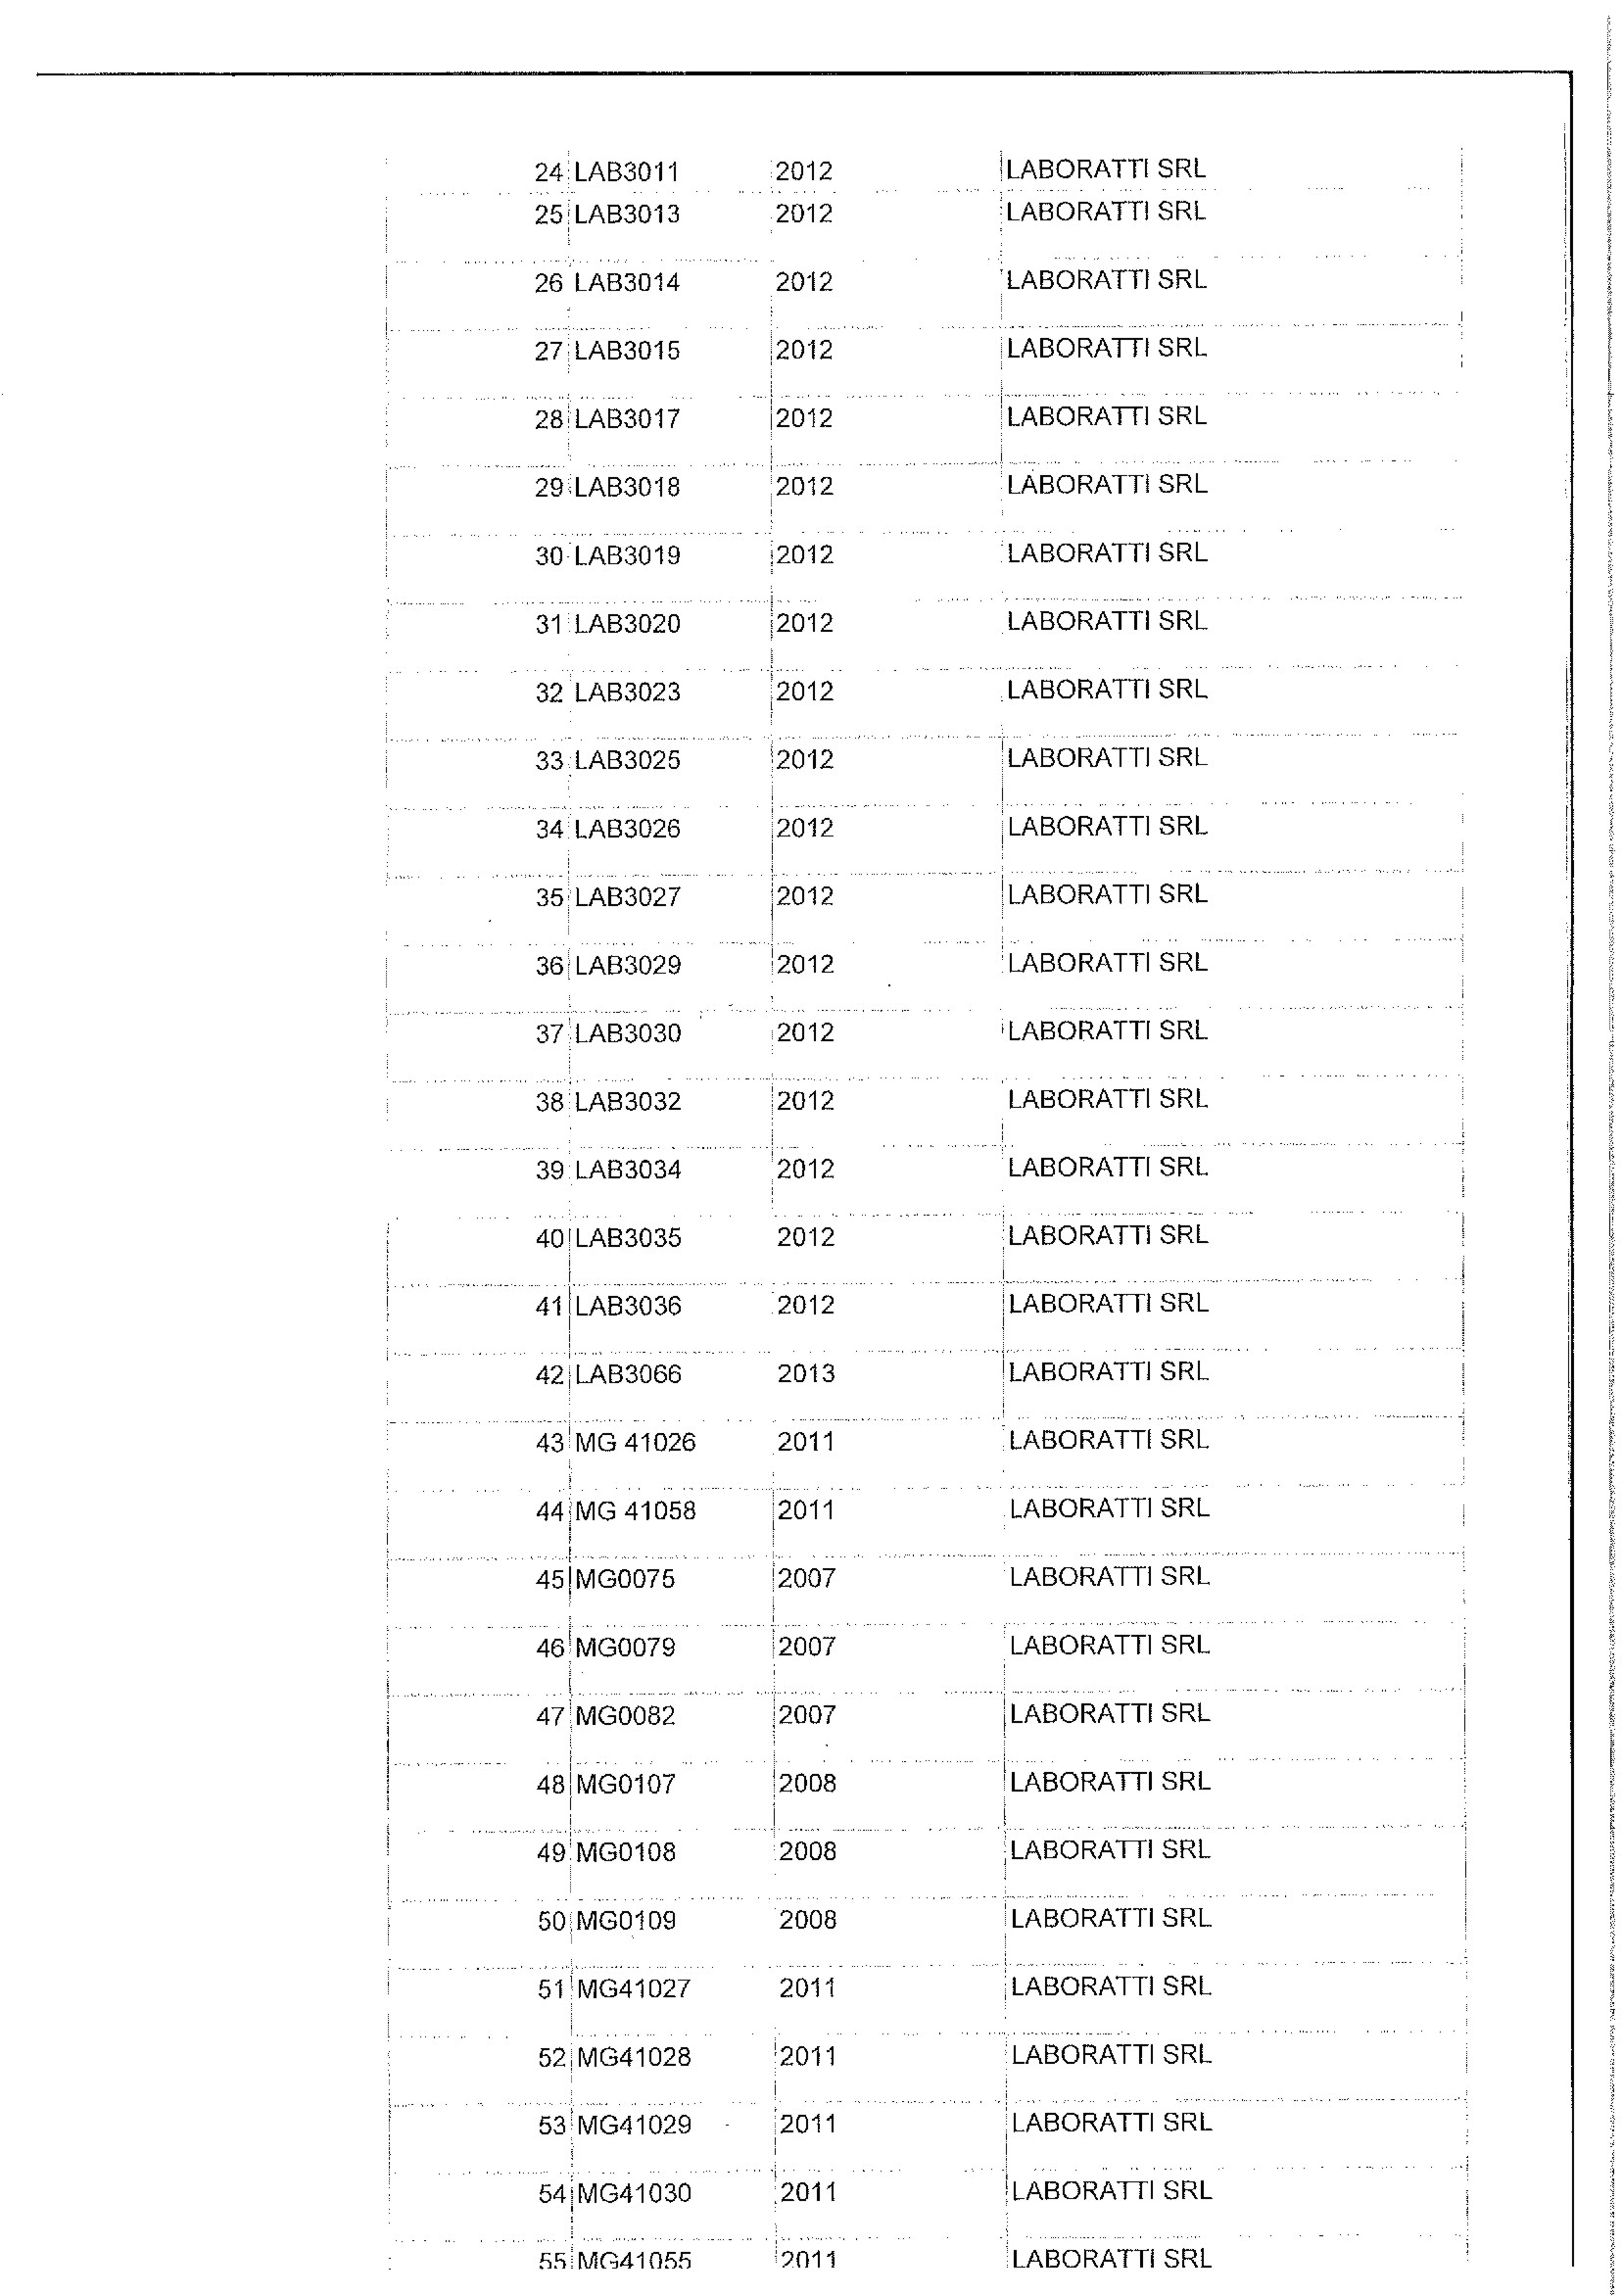 24 LAB3011 2012 LABORATTI SRL
25 LAB3013 2012 LABORATTI SRL
26 LAB3014 2012 LABORATTI SRL
27 LAB3015 2012 LABORATTI SRL
28 LAB3017 2012 LABORATTI SRL
29 LAB3018 2012 LABORATTI SRL
30 LAB3019 2012 LABORATTI SRL
31 LAB3020 2012 LABORATTI SRL
32 LAB3023 2012 LABORATTI SRL
33 LAB3025 2012 LABORATTI SRL
34 LAB3026 2012 LABORATTI SRL
35 LAB3027 2012 LABORATTI SRL
36 LAB3029 2012 LABORATTI SRL
37 LAB3030 2012 LABORATTI SRL
38 LAB3032 2012 LABORATTI SRL
39 LAB3034 2012 LABORATTI SRL
40 LAB3035 2012 LABORATTI SRL
41 LAB3036 2012 LABORATTI SRL
42 LAB3066 2013 LABORATTI SRL
43 MG 41026 2011 LABORATTI SRL
44 MG 41058 2011 LABORATTI SRL
45 MG0075 2007 LABORATTI SRL
46 MG0079 2007 LABORATTI SRL
47 MG0082 2007 LABORATTI SRL
48 MG0107 2008 LABORATTI SRL
49 MG0108 2008 LABORATTI SRL
50 MG0109 2008 LABORATTI SRL
51 MG41027 2011 LABORATTI SRL
52 MG41028 2011 LABORATTI SRL
53 MG41029 2011 LABORATTI SRL
54 MG41030 2011 LABORATTI SRL
55 MG41055 2011 LABORATTI SRL